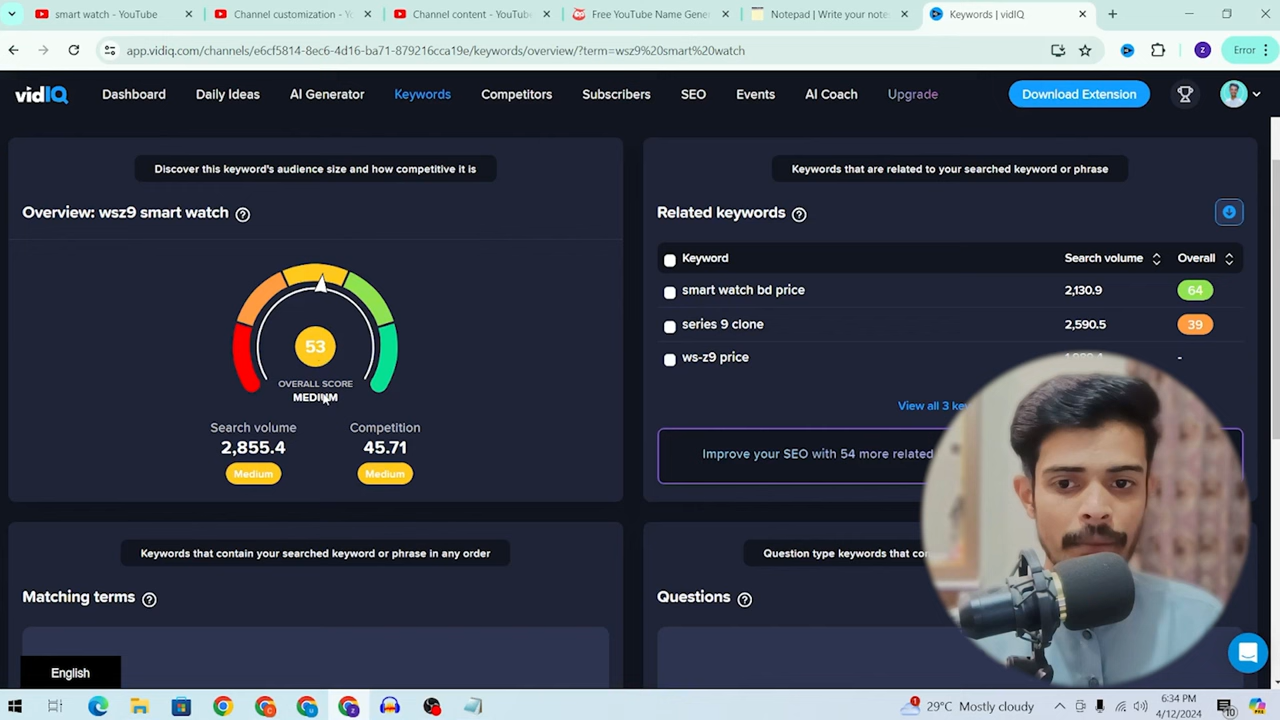 smart watch - YouTube
Channel customization - Yo
Channel content - YouTube
Free YouTube Name Gener
Notepad | Write your note
Keywords | vidIQ
app.vidiq.com/channels/e6cf5814-8ec6-4d16-ba71-879216cca19e/keywords/overview/?term=wsz9%20smart%20watch
Error
vidIQ
Dashboard
Daily Ideas
AI Generator
Keywords
Competitors
Subscribers
SEO
Events
AI Coach
Upgrade
Download Extension
Discover this keyword's audience size and how competitive it is
Overview: wsz9 smart watch
53
OVERALL SCORE
MEDIUM
Search volume
2,855.4
Medium
Competition
45.71
Medium
Keywords that are related to your searched keyword or phrase
Related keywords
Keyword Search volume Overall
smart watch bd price 2,130.9 64
series 9 clone 2,590.5 39
ws-z9 price -
View all 3 ke
Improve your SEO with 54 more related
Keywords that contain your searched keyword or phrase in any order
Matching terms
Question type keywords that co
Questions
English
29°C Mostly cloudy
6:34 PM
4/12/2024